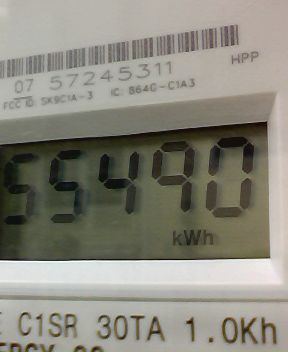 HPP
07 57245311
FCC ID: SK9C1A-3 IC: 864G-C1A3
55490
kWh
C1SR 30TA 1.0Kh